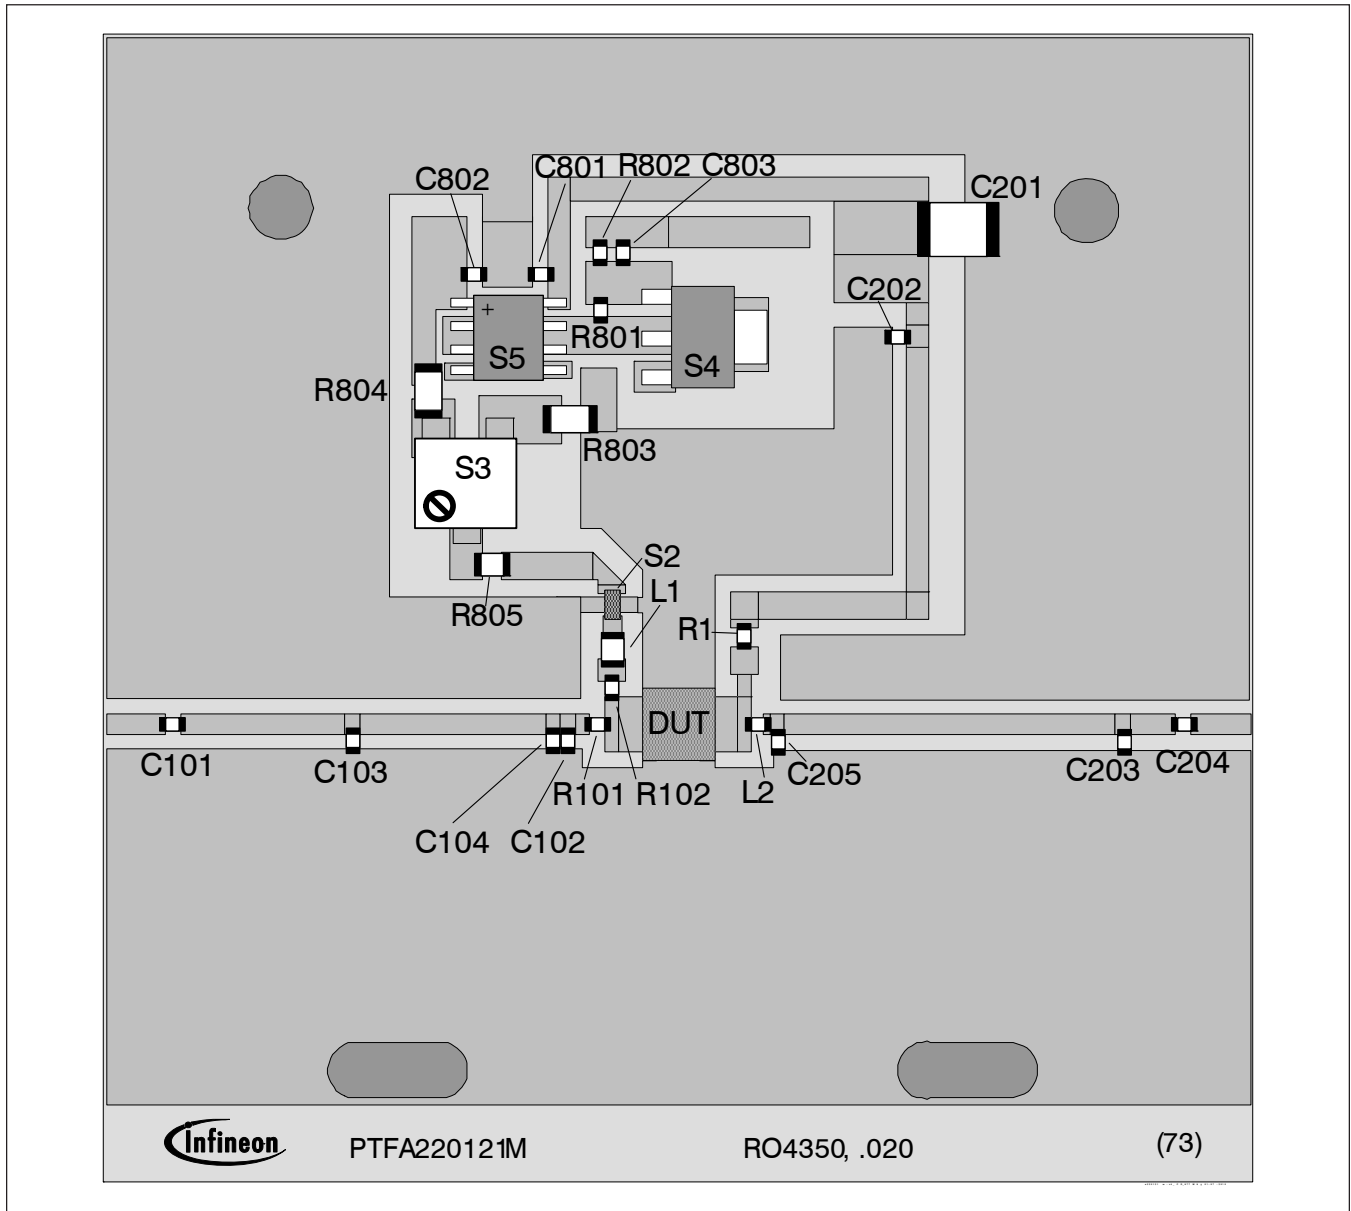 C802
C801
R802
C803
C201
C202
+
R801
S5
S4
R804
R803
S3
S2
L1
R805
R1
DUT
C101
C103
R101
R102
L2
C205
C203
C204
C104
C102
infineon
PTFA220121M
RO4350, .020
(73)